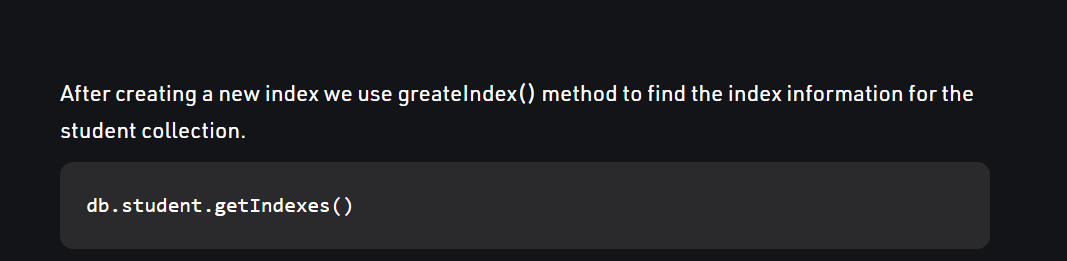 After creating a new index we use greateIndex() method to find the index information for the
student collection.
db.student.getIndexes()